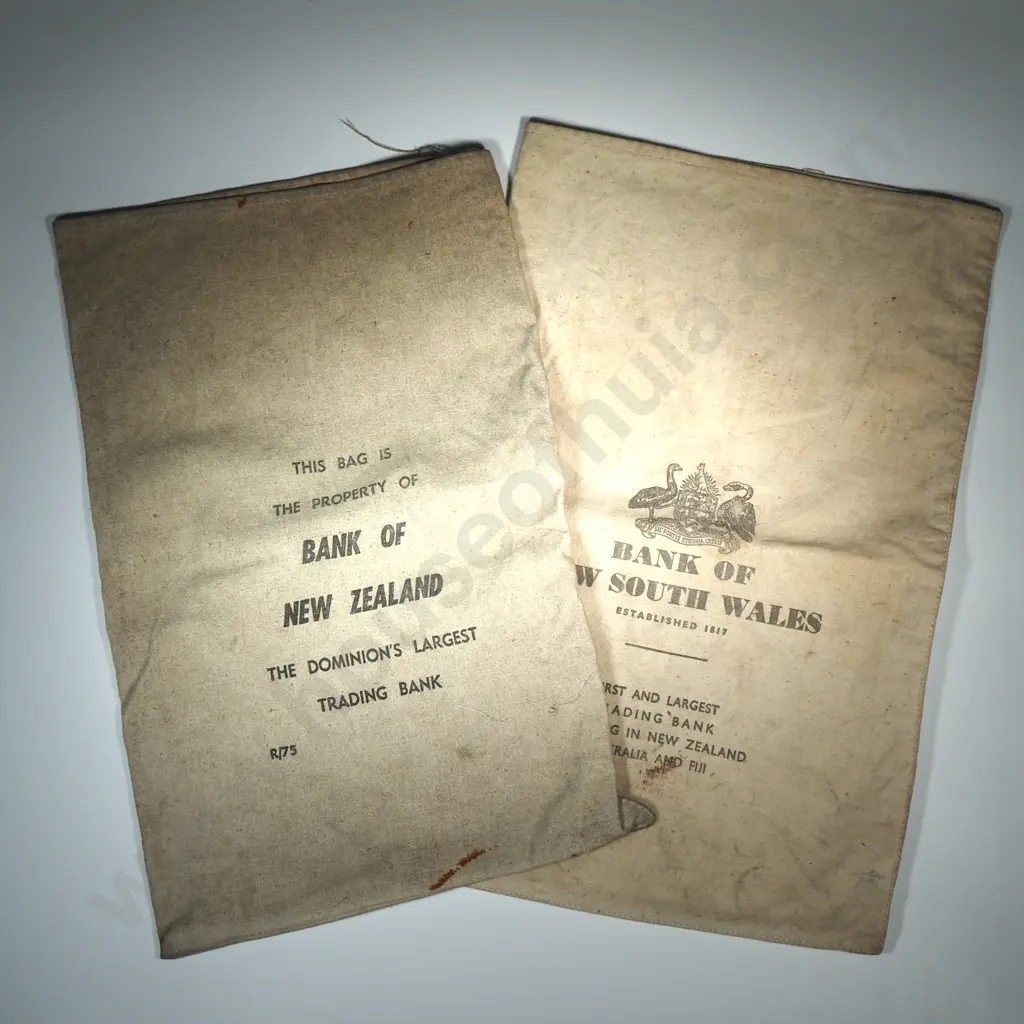 THIS BAG IS
THE PROPERTY OF
BANK OF
NEW ZEALAND
THE DOMINION'S LARGEST
TRADING BANK
R/75
BANK OF
W SOUTH WALES
ESTABLISHED 1817
RST AND LARGEST
ADING BANK
G IN NEW ZEALAND
RALIA AND FIJI
houseofhuia